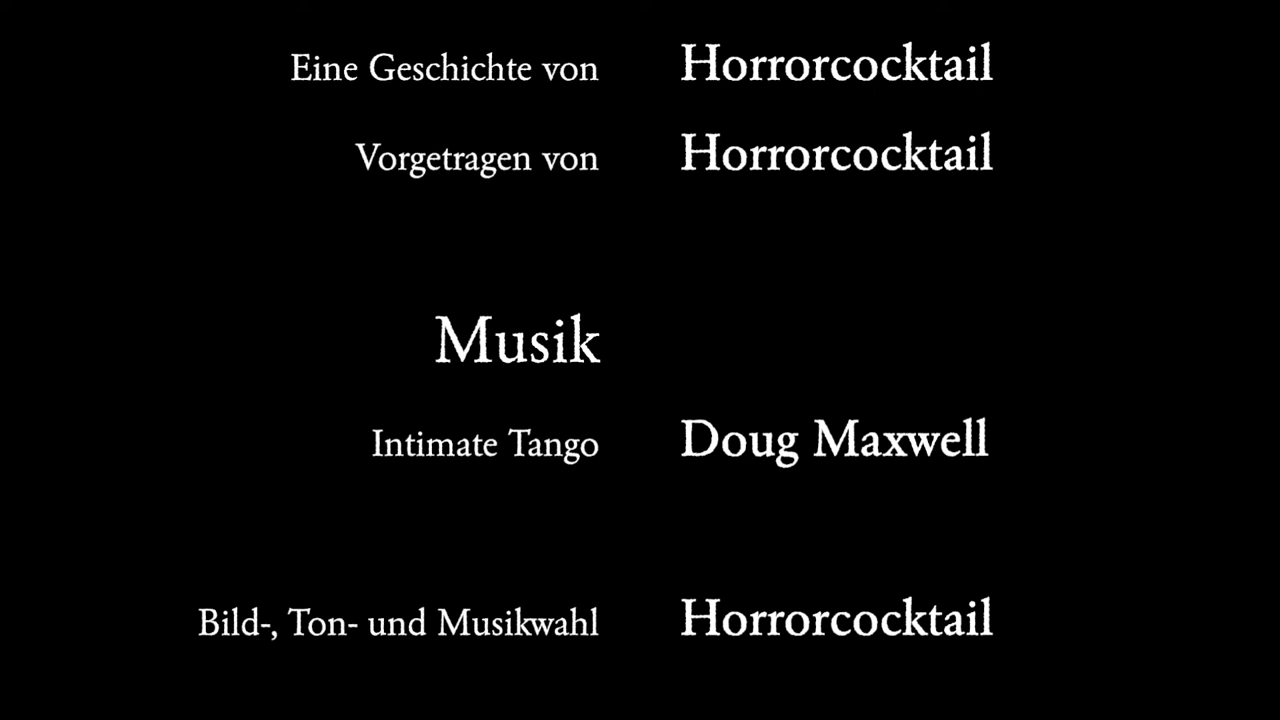 Eine Geschichte von Horrorcocktail
Vorgetragen von Horrorcocktail
Musik
Intimate Tango Doug Maxwell
Bild-, Ton- und Musikwahl Horrorcocktail